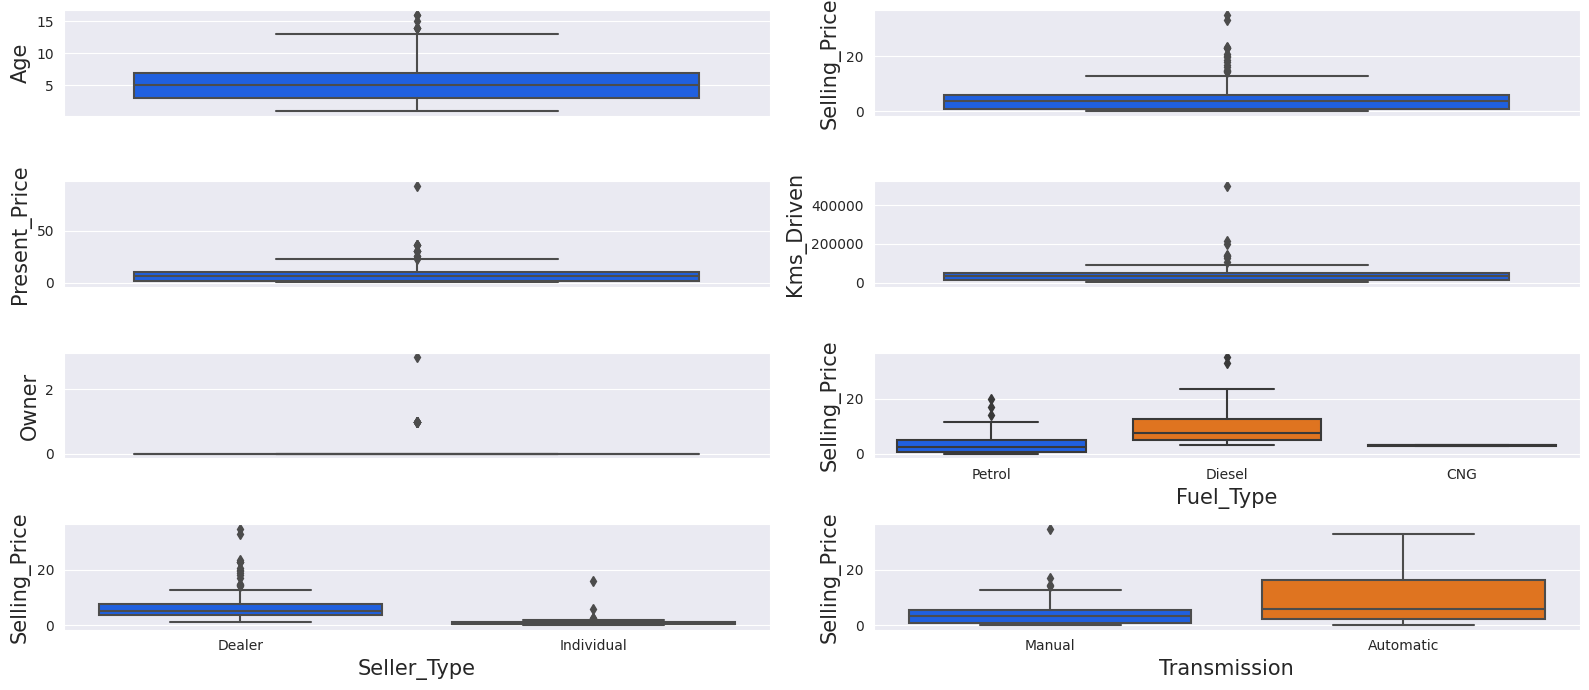 Age
15
10
5
Selling_Price
20
0
Present_Price
50
0
Kms_Driven
400000
200000
0
Owner
2
0
Selling_Price
20
0
Petrol Diesel CNG
Fuel_Type
Selling_Price
20
0
Dealer Individual
Seller_Type
Selling_Price
20
0
Manual Automatic
Transmission